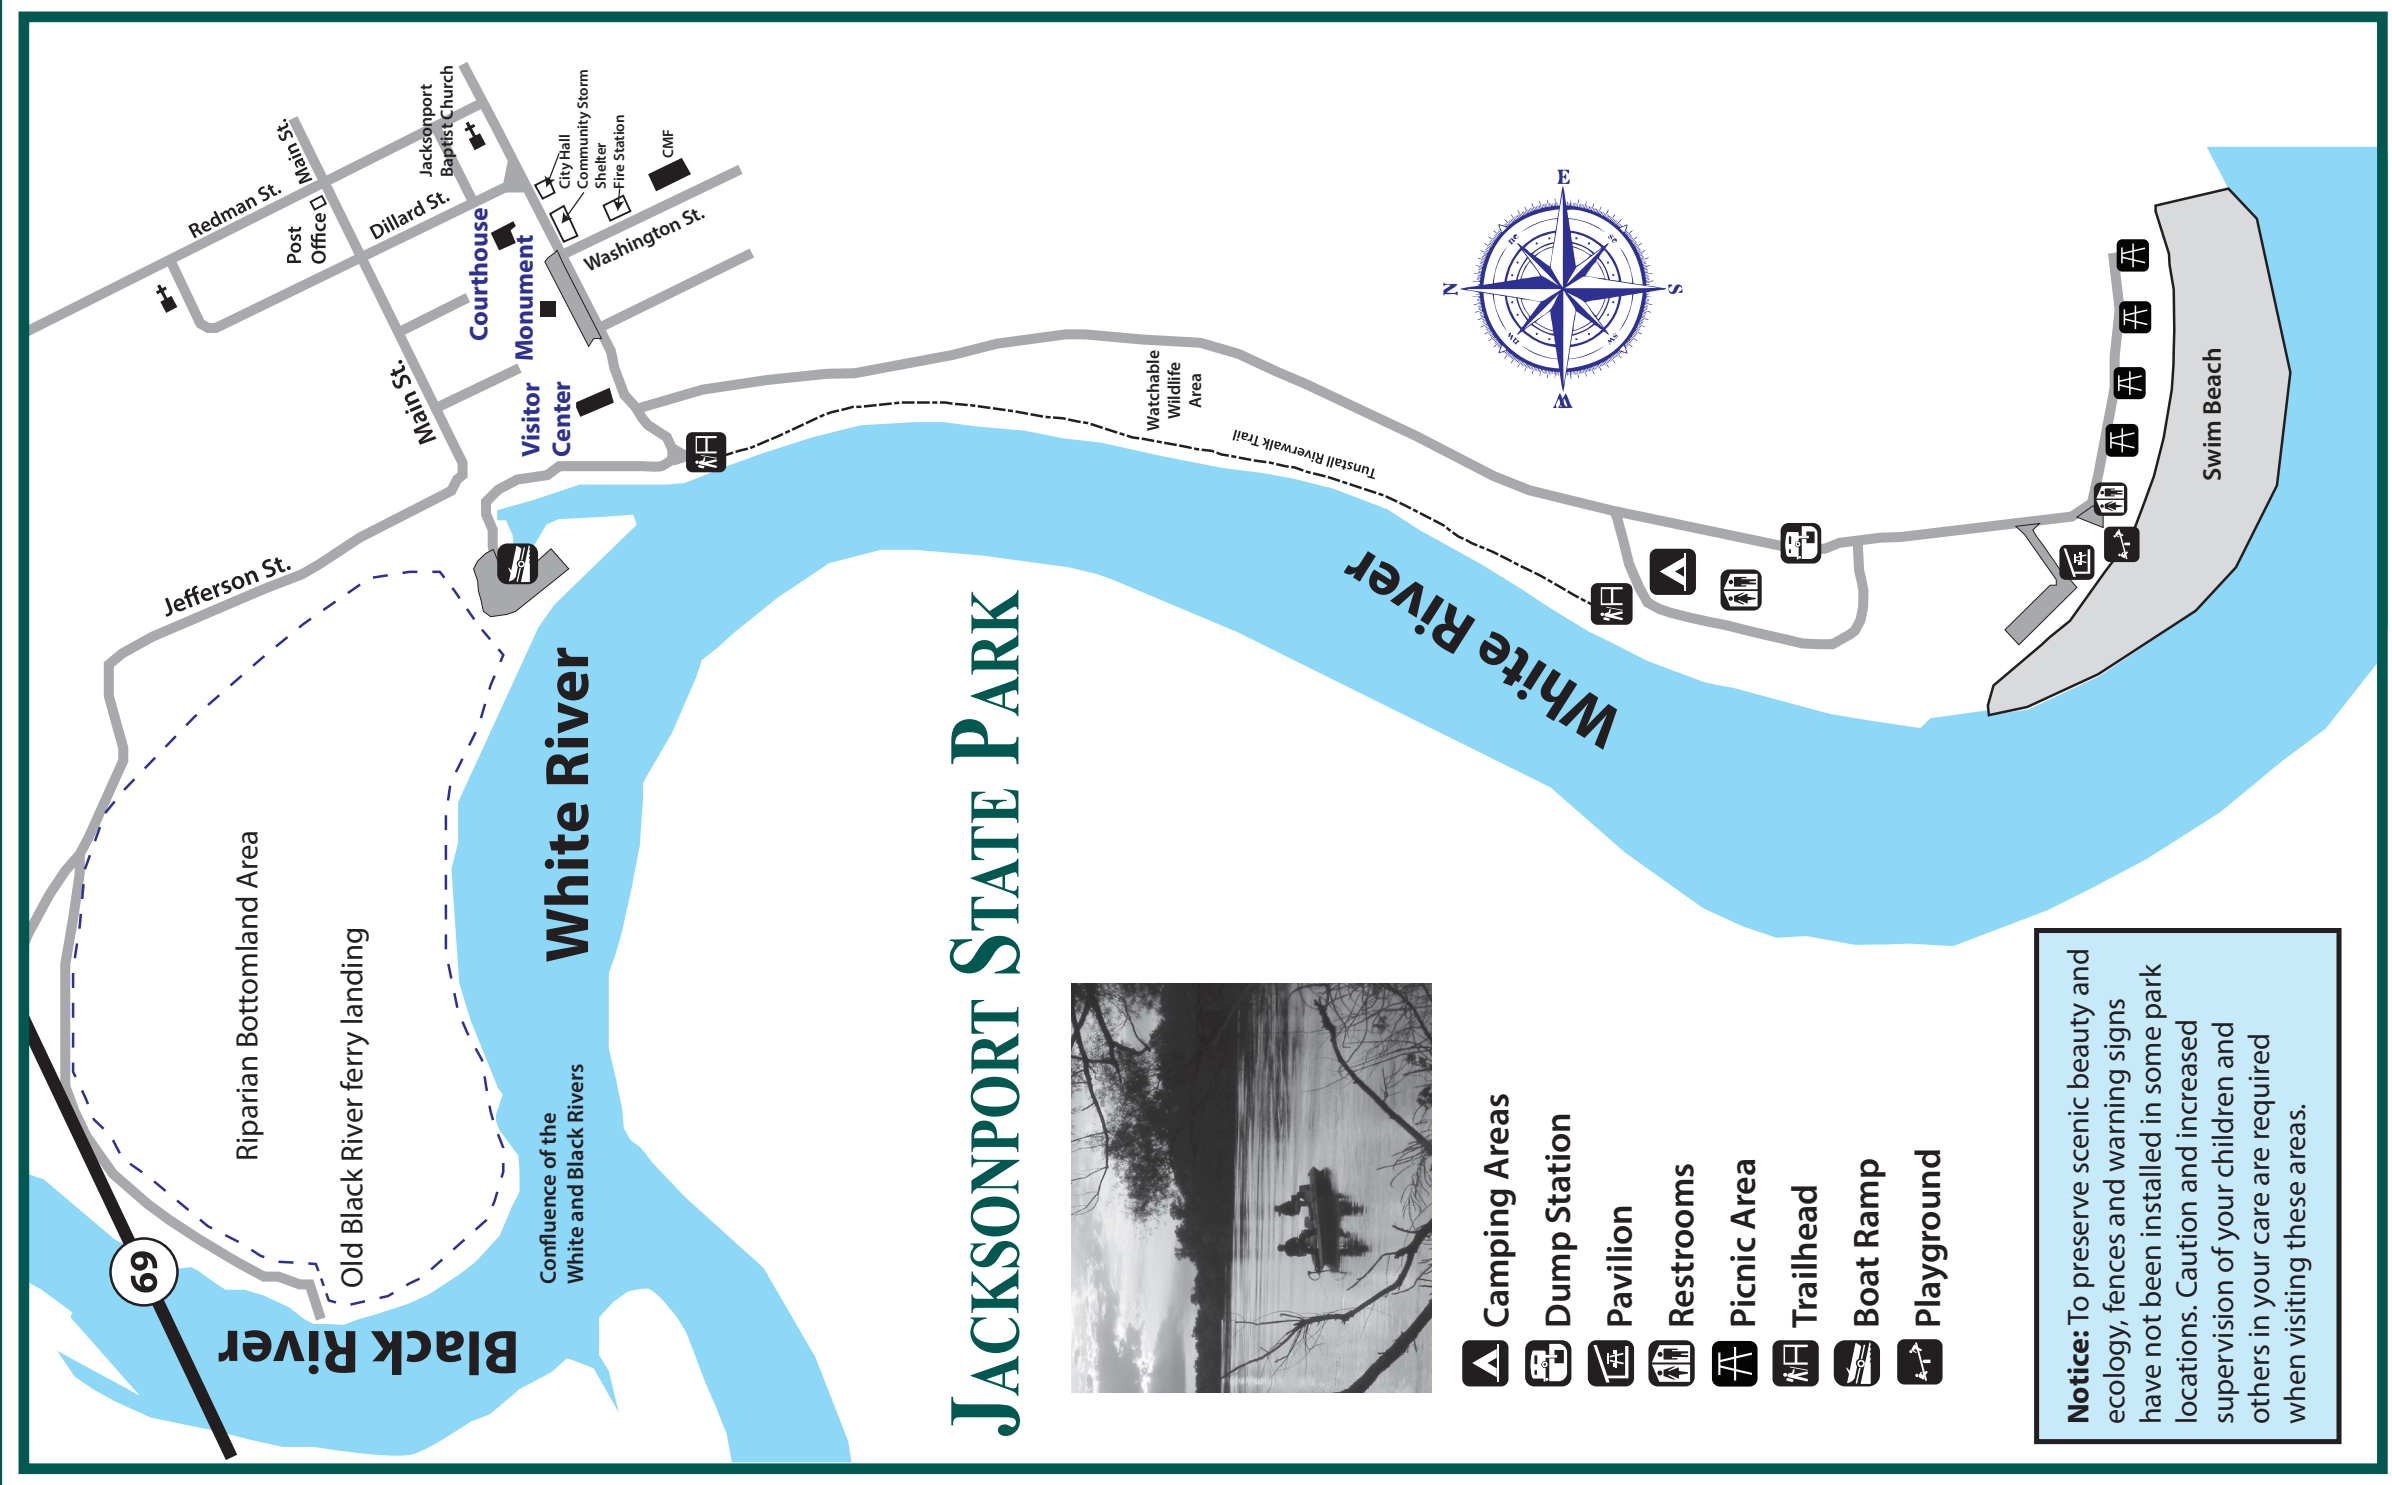 JACKSONPORT STATE PARK
Redman St.
Main St.
Post
Office
Dillard St.
Jacksonport
Baptist Church
City Hall
Community Storm
Shelter
Fire Station
CMF
Washington St.
Courthouse
Monument
Visitor
Center
Main St.
Jefferson St.
Riparian Bottomland Area
Old Black River ferry landing
White River
Confluence of the
White and Black Rivers
69
Black River
Watchable
Wildlife
Area
Tunstall Riverwalk Trail
White River
Swim Beach
N
ne
E
se
S
sw
W
nw
Camping Areas
Dump Station
Pavilion
Restrooms
Picnic Area
Trailhead
Boat Ramp
Playground
Notice: To preserve scenic beauty and
ecology, fences and warning signs
have not been installed in some park
locations. Caution and increased
supervision of your children and
others in your care are required
when visiting these areas.